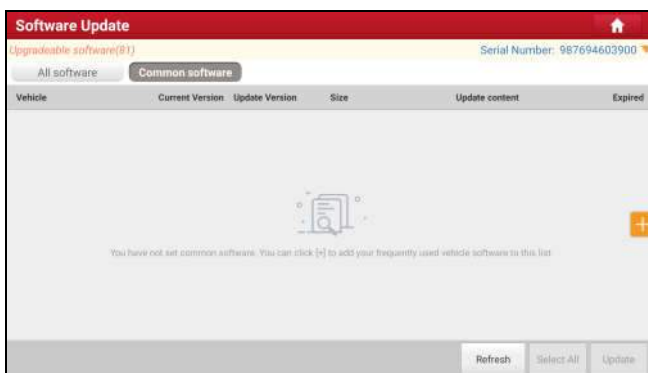 Software Update
Upgradeable software(81)
Serial Number: 987694603900
All software
Common software
Vehicle Current Version Update Version Size Update content Expired
You have not set common software. You can click [+] to add your frequently used vehicle software to this list
+
Refresh Select All Update